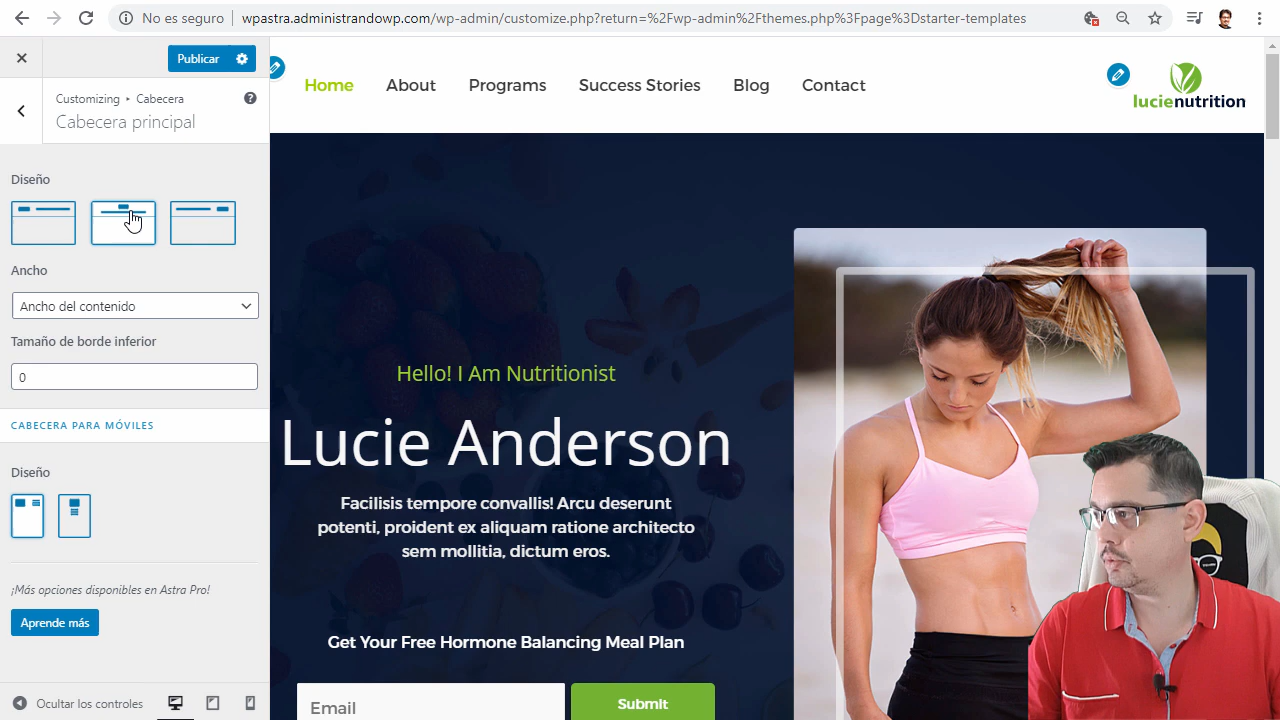 No es seguro
wpastra.administrandowp.com/wp-admin/customize.php?return=%2Fwp-admin%2Fthemes.php%3Fpage%3Dstarter-templates
Publicar
Customizing ▸ Cabecera
Cabecera principal
Diseño
Ancho
Ancho del contenido
Tamaño de borde inferior
0
CABECERA PARA MÓVILES
Diseño
¡Más opciones disponibles en Astra Pro!
Aprende más
Ocultar los controles
Home About Programs Success Stories Blog Contact
lucienutrition
Hello! I Am Nutritionist
Lucie Anderson
Facilisis tempore convallis! Arcu deserunt
potenti, proident ex aliquam ratione architecto
sem mollitia, dictum eros.
Get Your Free Hormone Balancing Meal Plan
Email
Submit